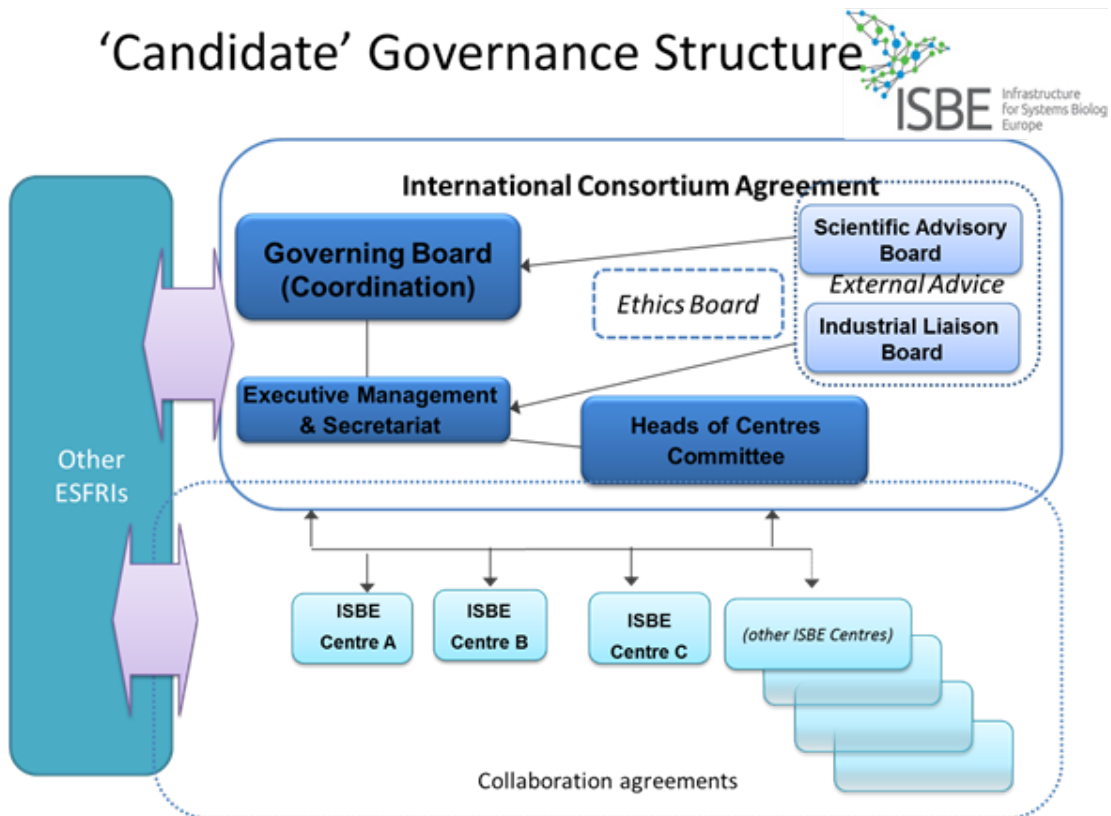 'Candidate' Governance Structure
ISBE
Infrastructure
for Systems Biology
Europe
International Consortium Agreement
Governing Board
(Coordination)
Scientific Advisory
Board
External Advice
Ethics Board
Industrial Liaison
Board
Executive Management
& Secretariat
Heads of Centres
Committee
Other
ESFRIs
ISBE
Centre A
ISBE
Centre B
ISBE
Centre C
(other ISBE Centres)
Collaboration agreements